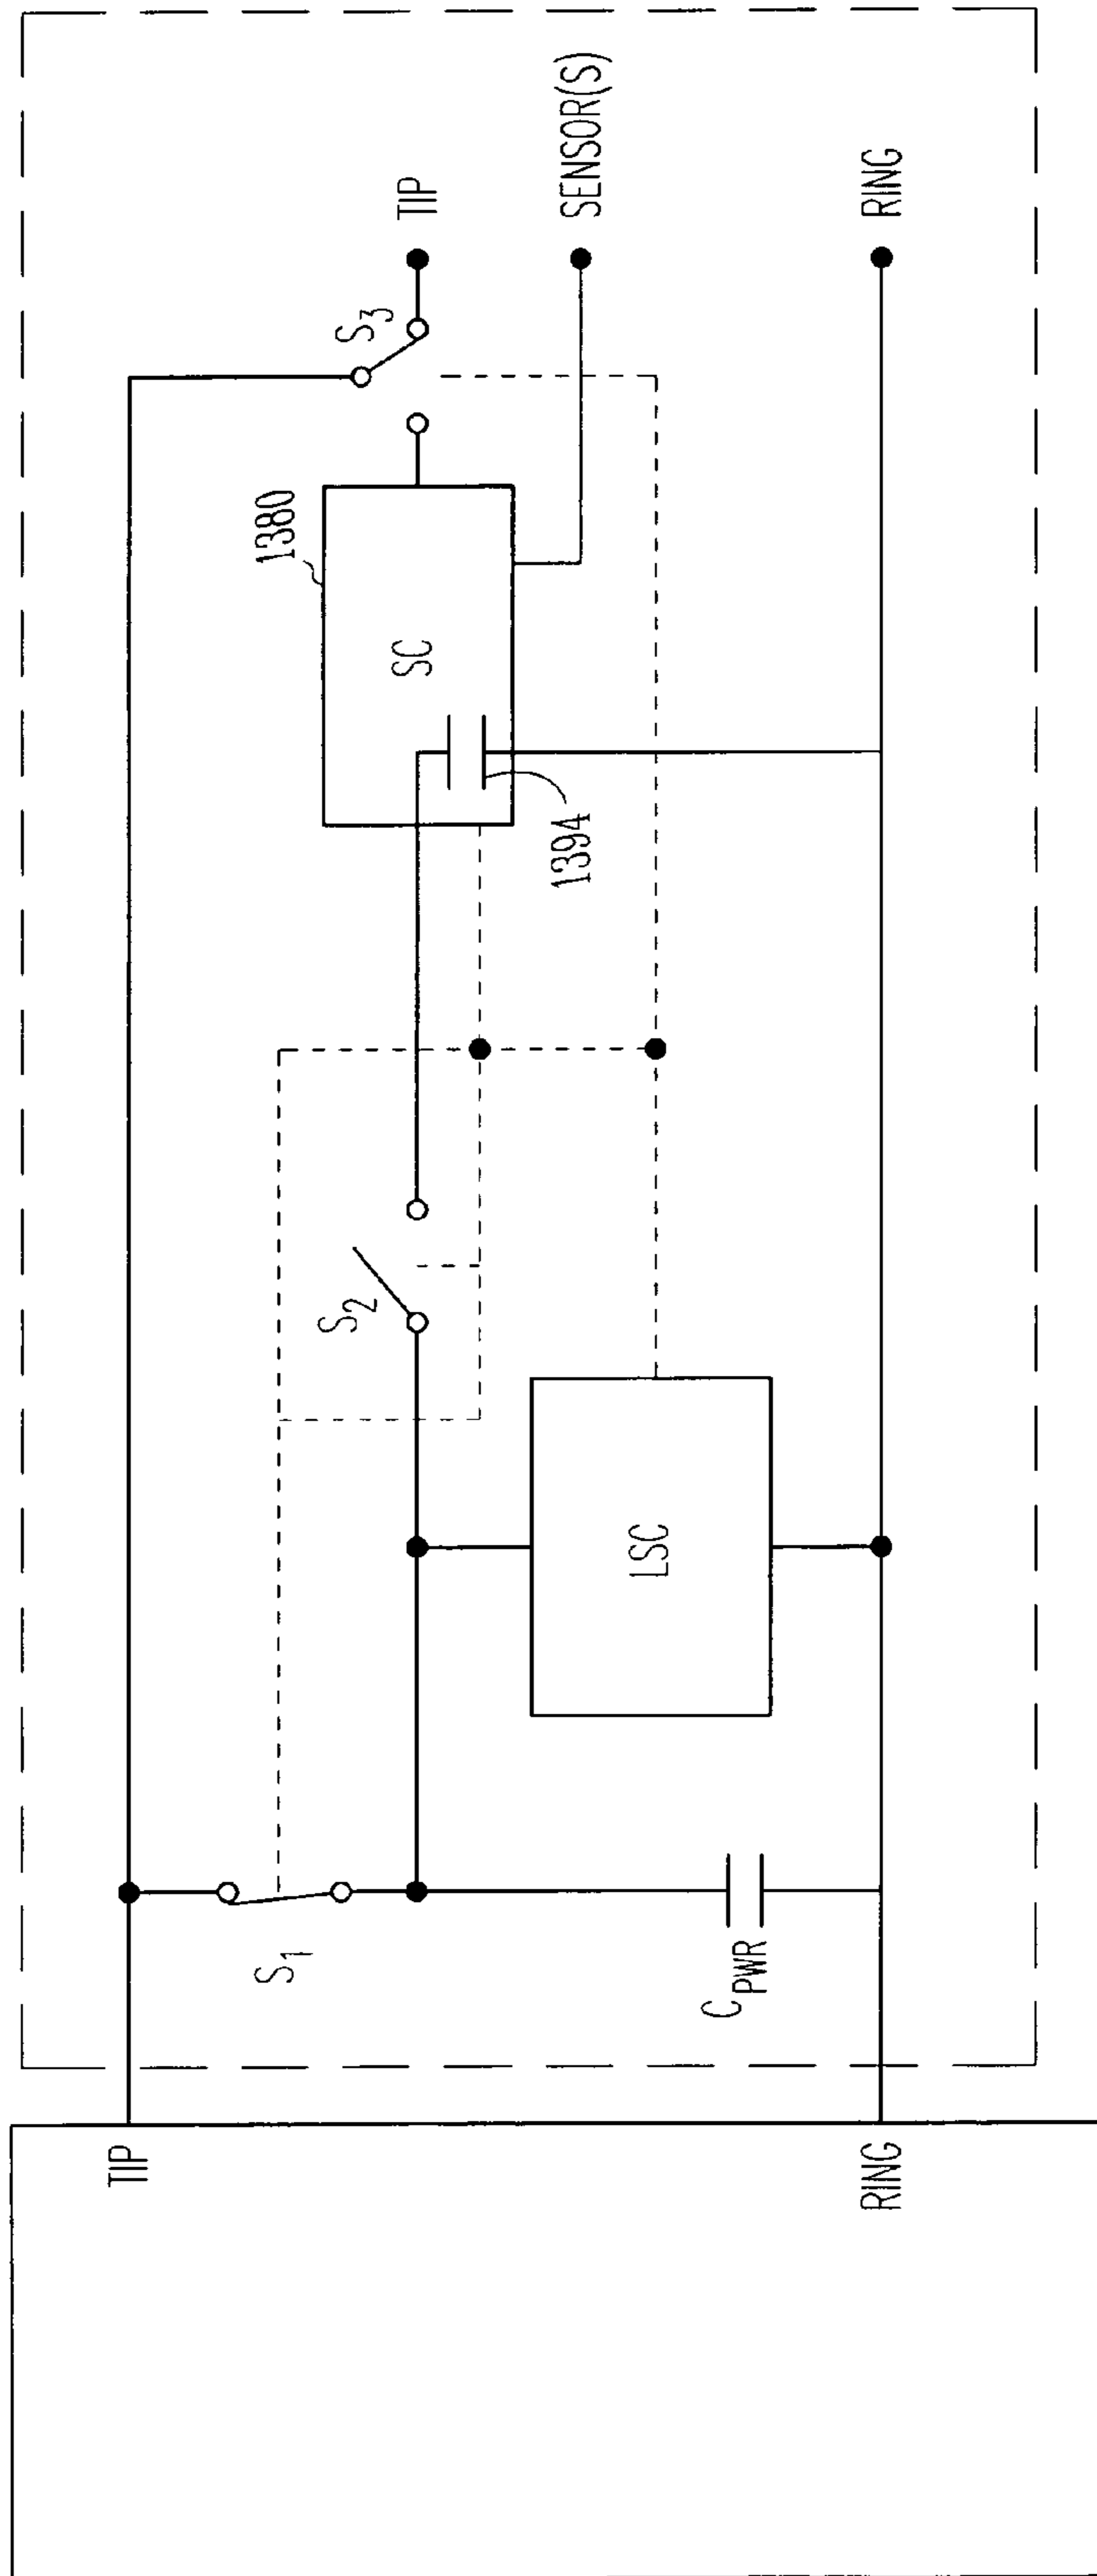 TIP
RING
S1
CPWR
LSC
S2
1380
SC
1394
S3
TIP
SENSOR(S)
RING